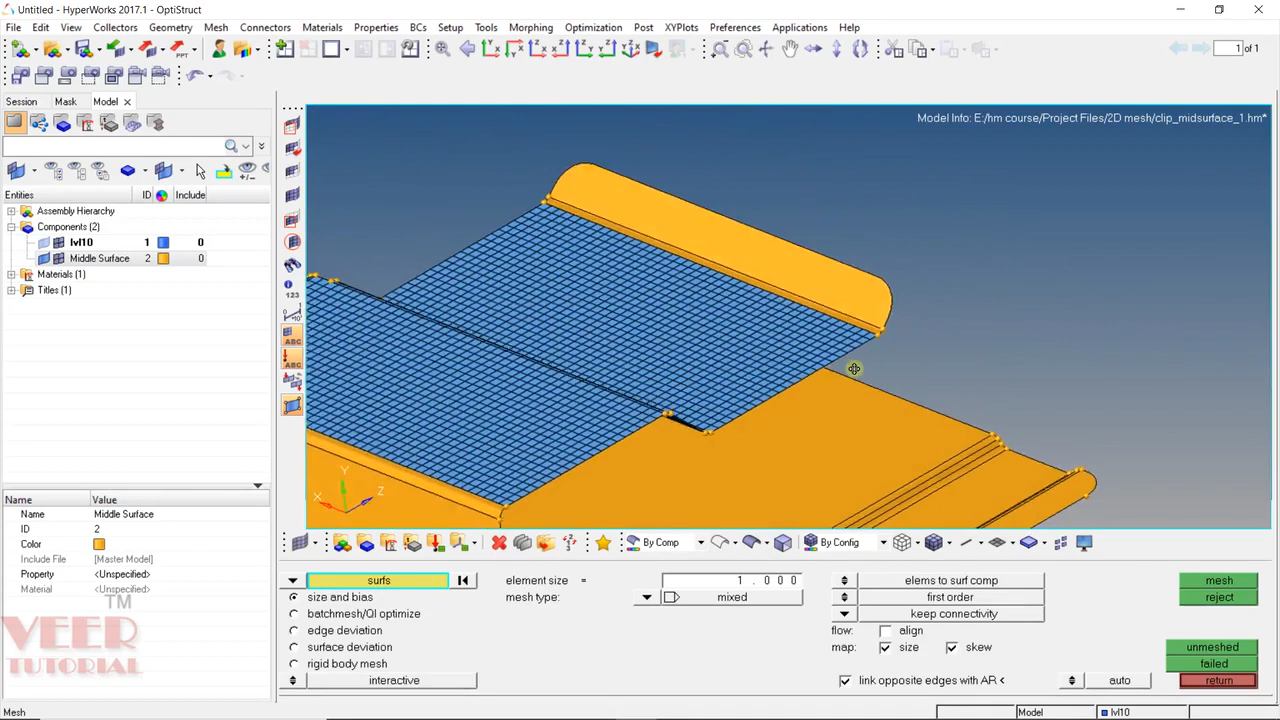 Untitled - HyperWorks 2017.1 - OptiStruct
File Edit View Collectors Geometry Mesh Connectors Materials Properties BCs Setup Tools Morphing Optimization Post XYPlots Preferences Applications Help
1 of 1
Session Mask Model
Model Info: E:/hm course/Project Files/2D mesh/clip_midsurface_1.hm*
Entities ID Include
Assembly Hierarchy
Components (2)
lvl10 1 0
Middle Surface 2 0
Materials (1)
Titles (1)
123
ABC
ABC
Y
X
Z
Name Value
Name Middle Surface
ID 2
Color
Include File [Master Model]
Property <Unspecified>
Material <Unspecified>
TM
VEER
TUTORIAL
By Comp By Config
surfs element size = 1.000 elems to surf comp mesh
size and bias mesh type: mixed first order reject
batchmesh/QI optimize keep connectivity
edge deviation flow: align
surface deviation map: size skew unmeshed
rigid body mesh failed
interactive link opposite edges with AR < auto return
Mesh Model lvl10